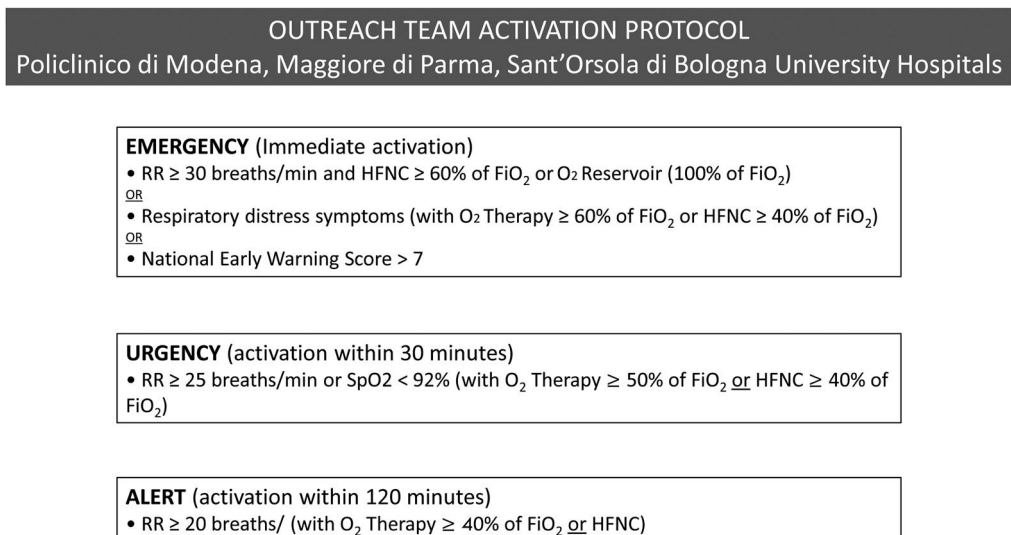 OUTREACH TEAM ACTIVATION PROTOCOL
Policlinico di Modena, Maggiore di Parma, Sant’Orsola di Bologna University Hospitals
EMERGENCY (Immediate activation)
• RR ≥ 30 breaths/min and HFNC ≥ 60% of FiO₂ or O₂ Reservoir (100% of FiO₂)
OR
• Respiratory distress symptoms (with O₂ Therapy ≥ 60% of FiO₂ or HFNC ≥ 40% of FiO₂)
OR
• National Early Warning Score > 7
URGENCY (activation within 30 minutes)
• RR ≥ 25 breaths/min or SpO2 < 92% (with O₂ Therapy ≥ 50% of FiO₂ or HFNC ≥ 40% of
FiO₂)
ALERT (activation within 120 minutes)
• RR ≥ 20 breaths/ (with O₂ Therapy ≥ 40% of FiO₂ or HFNC)